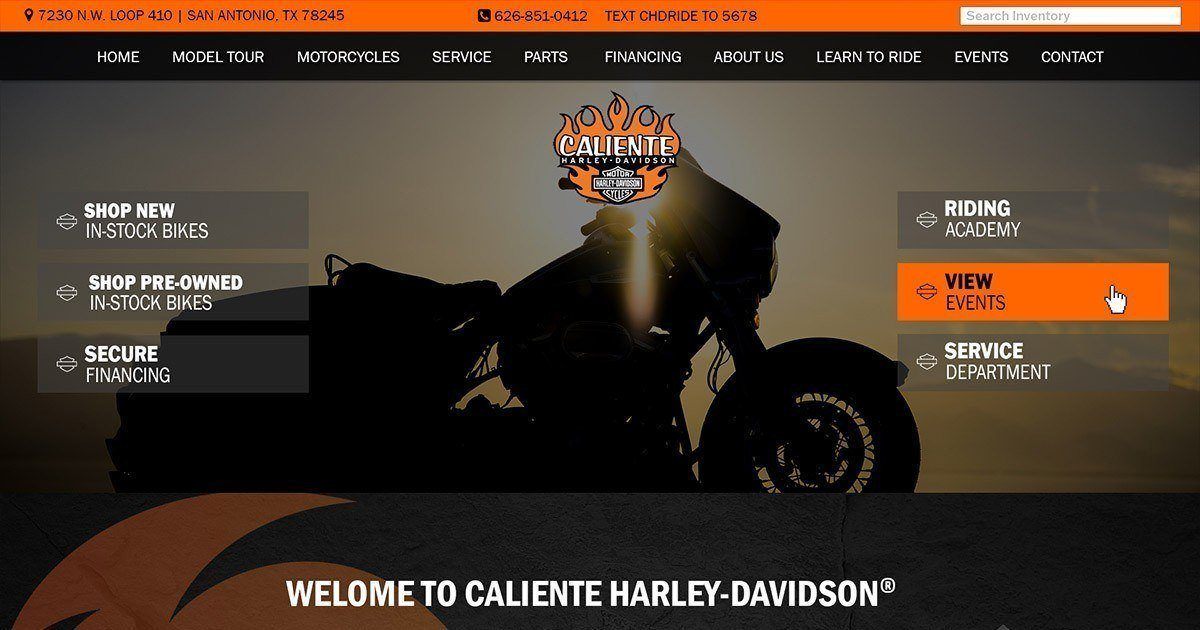 7230 N.W. LOOP 410 | SAN ANTONIO, TX 78245
626-851-0412 TEXT CHDRIDE TO 5678
Search Inventory
HOME MODEL TOUR MOTORCYCLES SERVICE PARTS FINANCING ABOUT US LEARN TO RIDE EVENTS CONTACT
CALIENTE
HARLEY-DAVIDSON
MOTOR
HARLEY-DAVIDSON
CYCLES
SHOP NEW
IN-STOCK BIKES
SHOP PRE-OWNED
IN-STOCK BIKES
SECURE
FINANCING
RIDING
ACADEMY
VIEW
EVENTS
SERVICE
DEPARTMENT
WELOME TO CALIENTE HARLEY-DAVIDSON®